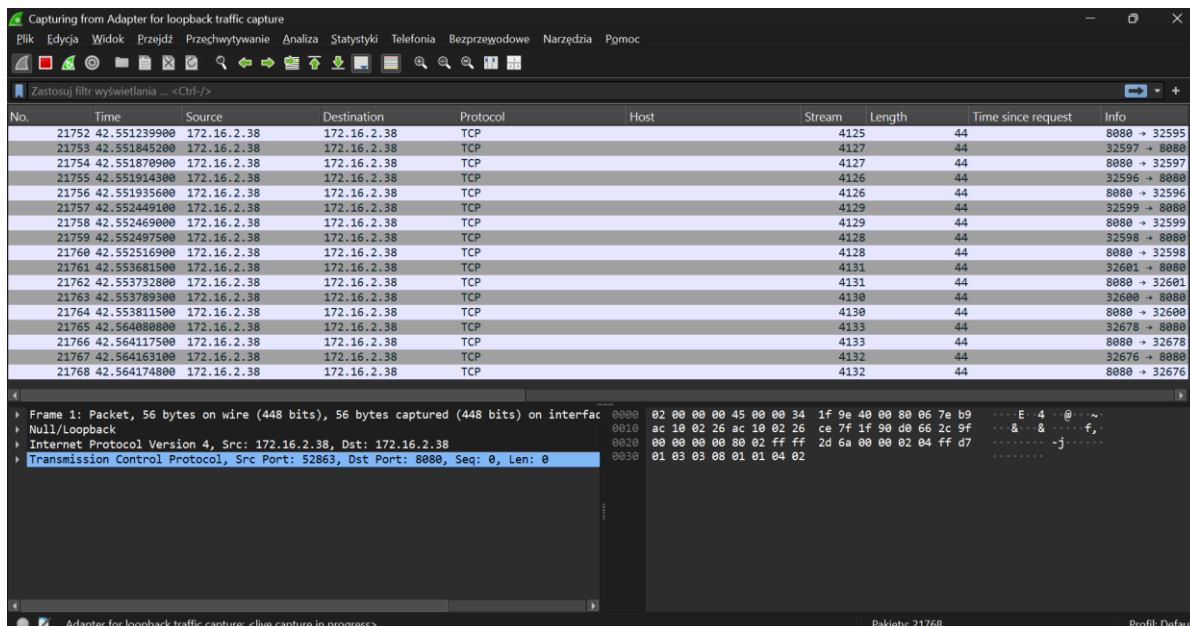 Capturing from Adapter for loopback traffic capture
Plik Edycja Widok Przejdź Przechwytywanie Analiza Statystyki Telefonia Bezprzewodowe Narzędzia Pomoc
Zastosuj filtr wyświetlania ... <Ctrl-/>
No. Time Source Destination Protocol Host Stream Length Time since request Info
21752 42.551239900 172.16.2.38 172.16.2.38 TCP 4125 44 8080 → 32595
21753 42.551845200 172.16.2.38 172.16.2.38 TCP 4127 44 32597 → 8080
21754 42.551870900 172.16.2.38 172.16.2.38 TCP 4127 44 8080 → 32597
21755 42.551914300 172.16.2.38 172.16.2.38 TCP 4126 44 32596 → 8080
21756 42.551935600 172.16.2.38 172.16.2.38 TCP 4126 44 8080 → 32596
21757 42.552449100 172.16.2.38 172.16.2.38 TCP 4129 44 32599 → 8080
21758 42.552469000 172.16.2.38 172.16.2.38 TCP 4129 44 8080 → 32599
21759 42.552497500 172.16.2.38 172.16.2.38 TCP 4128 44 32598 → 8080
21760 42.552516900 172.16.2.38 172.16.2.38 TCP 4128 44 8080 → 32598
21761 42.553681500 172.16.2.38 172.16.2.38 TCP 4131 44 32601 → 8080
21762 42.553732800 172.16.2.38 172.16.2.38 TCP 4131 44 8080 → 32601
21763 42.553789300 172.16.2.38 172.16.2.38 TCP 4130 44 32600 → 8080
21764 42.553811500 172.16.2.38 172.16.2.38 TCP 4130 44 8080 → 32600
21765 42.564080800 172.16.2.38 172.16.2.38 TCP 4133 44 32678 → 8080
21766 42.564117500 172.16.2.38 172.16.2.38 TCP 4133 44 8080 → 32678
21767 42.564163100 172.16.2.38 172.16.2.38 TCP 4132 44 32676 → 8080
21768 42.564174800 172.16.2.38 172.16.2.38 TCP 4132 44 8080 → 32676
Frame 1: Packet, 56 bytes on wire (448 bits), 56 bytes captured (448 bits) on interfac
Null/Loopback
Internet Protocol Version 4, Src: 172.16.2.38, Dst: 172.16.2.38
Transmission Control Protocol, Src Port: 52863, Dst Port: 8080, Seq: 0, Len: 0
0000 02 00 00 00 45 00 00 34 1f 9e 40 00 80 06 7e b9 ····E··4 ··@···~·
0010 ac 10 02 26 ac 10 02 26 ce 7f 1f 90 d0 66 2c 9f ···&···& ·····f,·
0020 00 00 00 00 80 02 ff ff 2d 6a 00 00 02 04 ff d7 ········ -j······
0030 01 03 03 08 01 01 04 02 ········
Adapter for loopback traffic capture: <live capture in progress> Pakiety: 21768 Profil: Defau